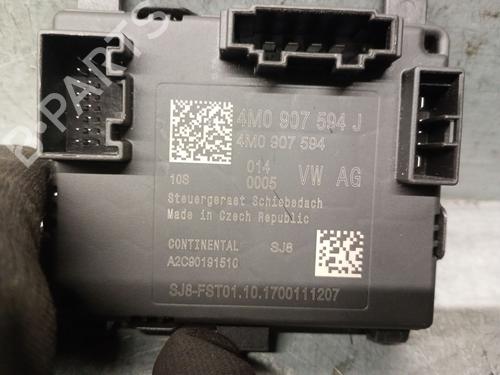 4M0 907 594 J
4M0 907 594
014
10S 0005 VW AG
Steuergeraet Schiebedach
Made in Czech Republic
CONTINENTAL SJ8
A2C90191510
SJ8-FST01.10.1700111207
B-PARTS